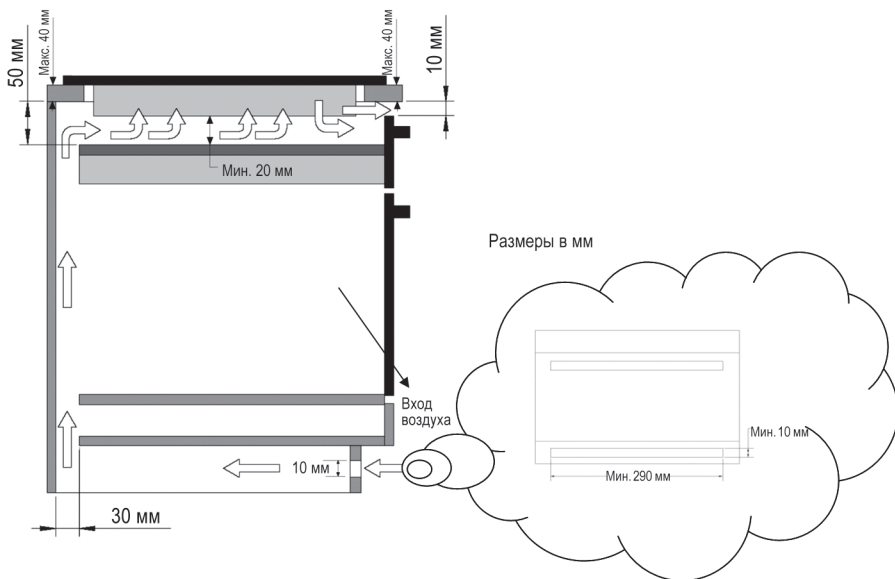 50 мм
Макс. 40 мм
Макс. 40 мм
10 мм
Мин. 20 мм
Размеры в мм
Вход
воздуха
Мин. 10 мм
10 мм
Мин. 290 мм
30 мм